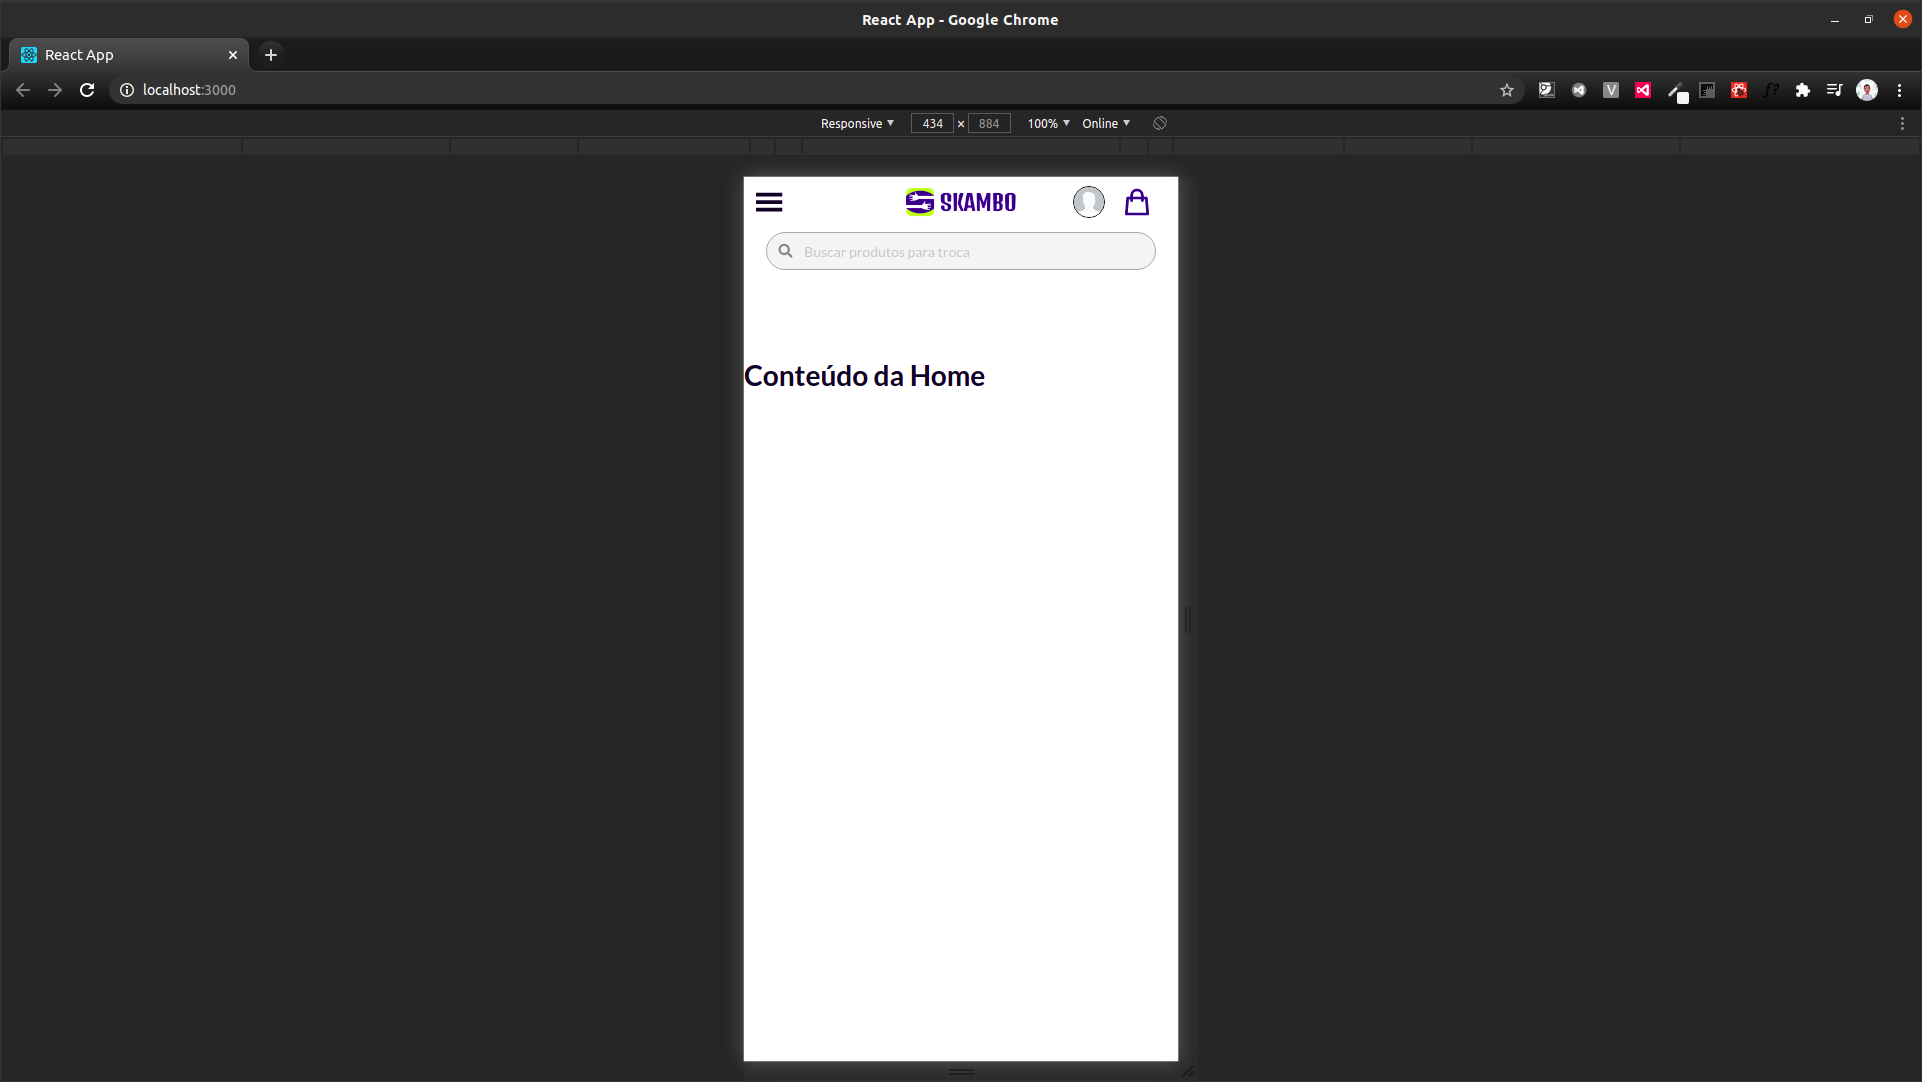 React App - Google Chrome
React App
localhost:3000
V
ƒ?
Responsive ▼ 434 × 884 100% ▼ Online ▼
SKAMBO
Buscar produtos para troca
Conteúdo da Home